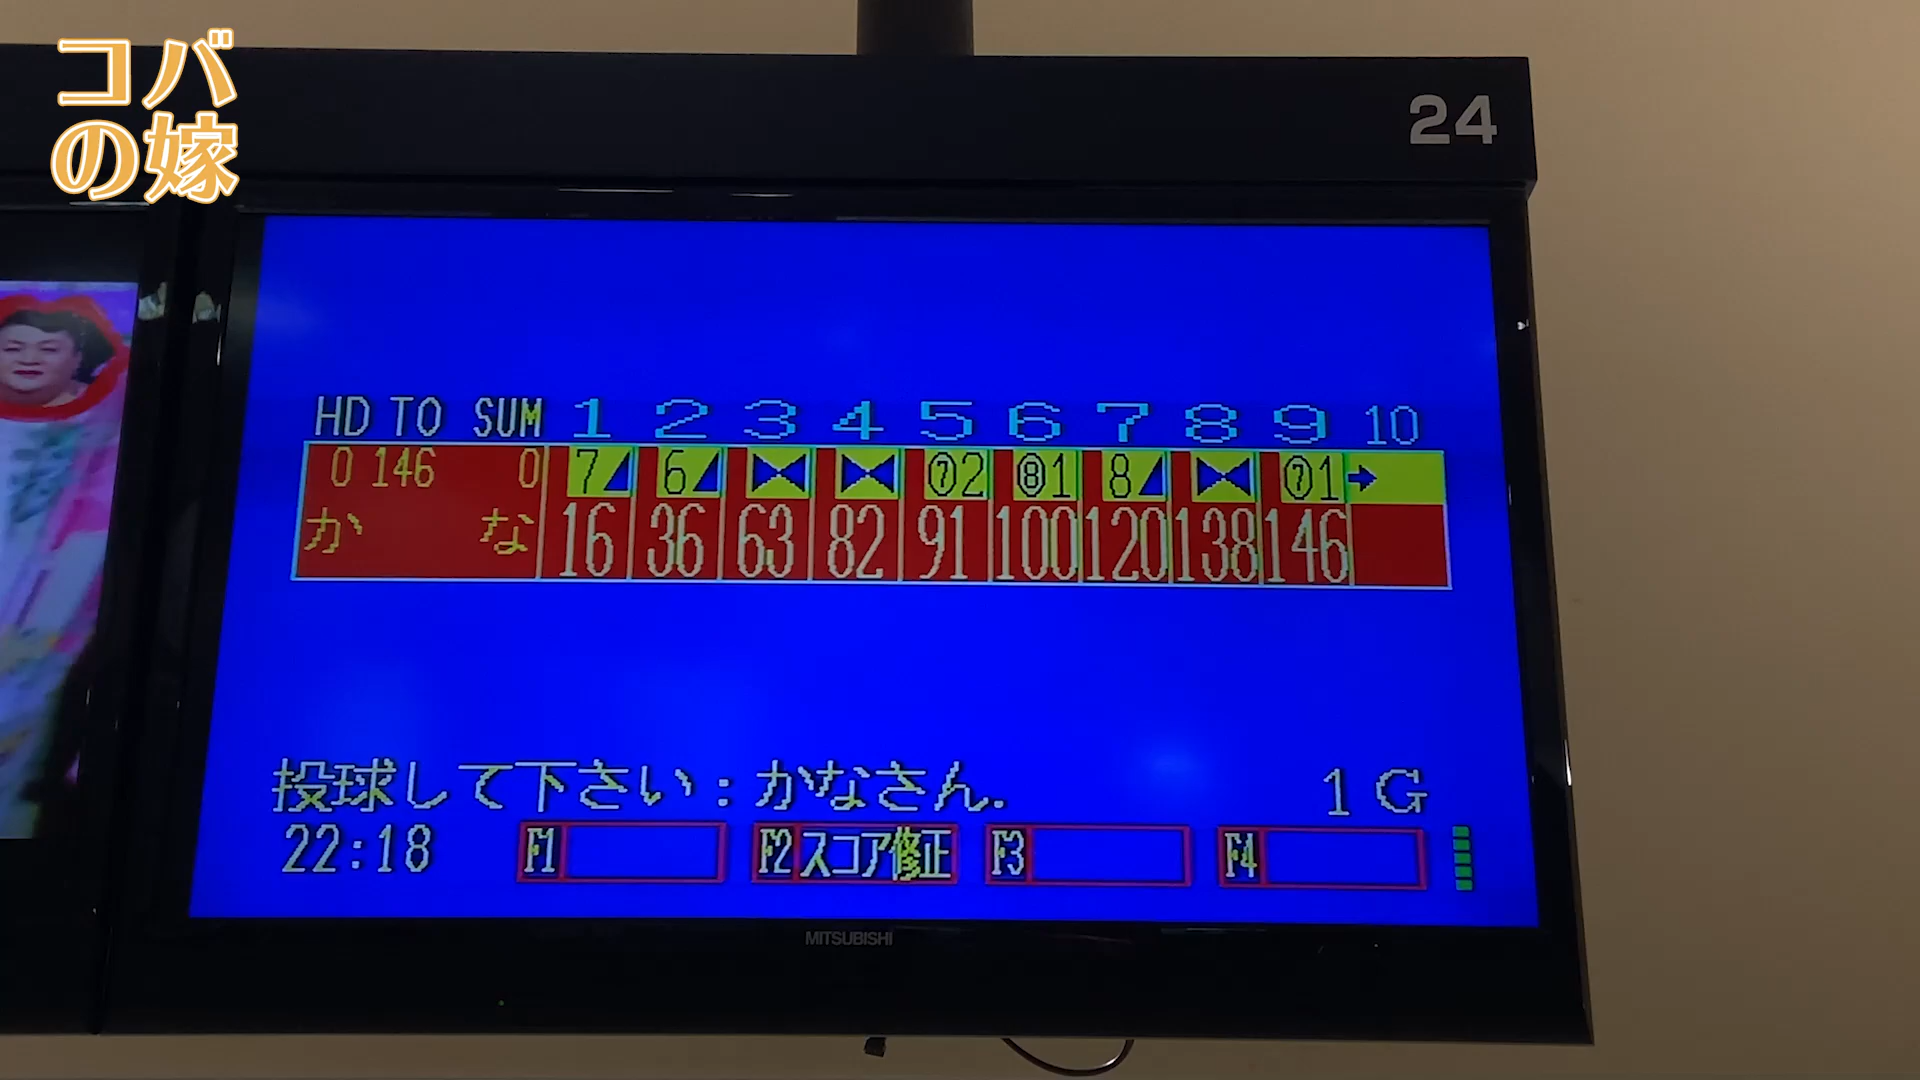 コバ
の嫁
24
HD TO SUM 1 2 3 4 5 6 7 8 9 10
0 146 0 7 6 ⑦2 ⑧1 8 ⑦1 →
か な 16 36 63 82 91 100 120 138 146
投球して下さい:かなさん. 1G
22:18 F1 F2 スコア修正 F3 F4
MITSUBISHI